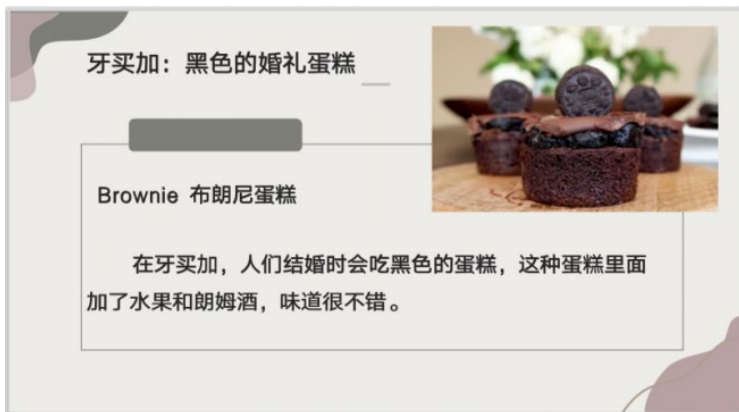 牙买加：黑色的婚礼蛋糕
Brownie 布朗尼蛋糕
在牙买加，人们结婚时会吃黑色的蛋糕，这种蛋糕里面
加了水果和朗姆酒，味道很不错。